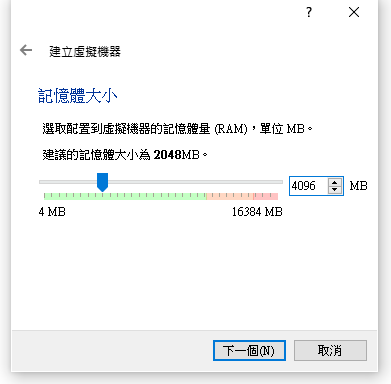 ?
建立虛擬機器
記憶體大小
選取配置到虛擬機器的記憶體量 (RAM)，單位 MB。
建議的記憶體大小為 2048MB。
4096 MB
4 MB 16384 MB
下一個(N) 取消